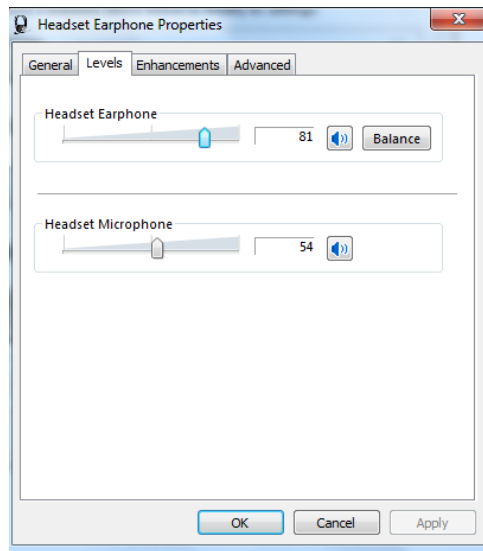 Headset Earphone Properties
General Levels Enhancements Advanced
Headset Earphone
81 Balance
Headset Microphone
54
OK Cancel Apply